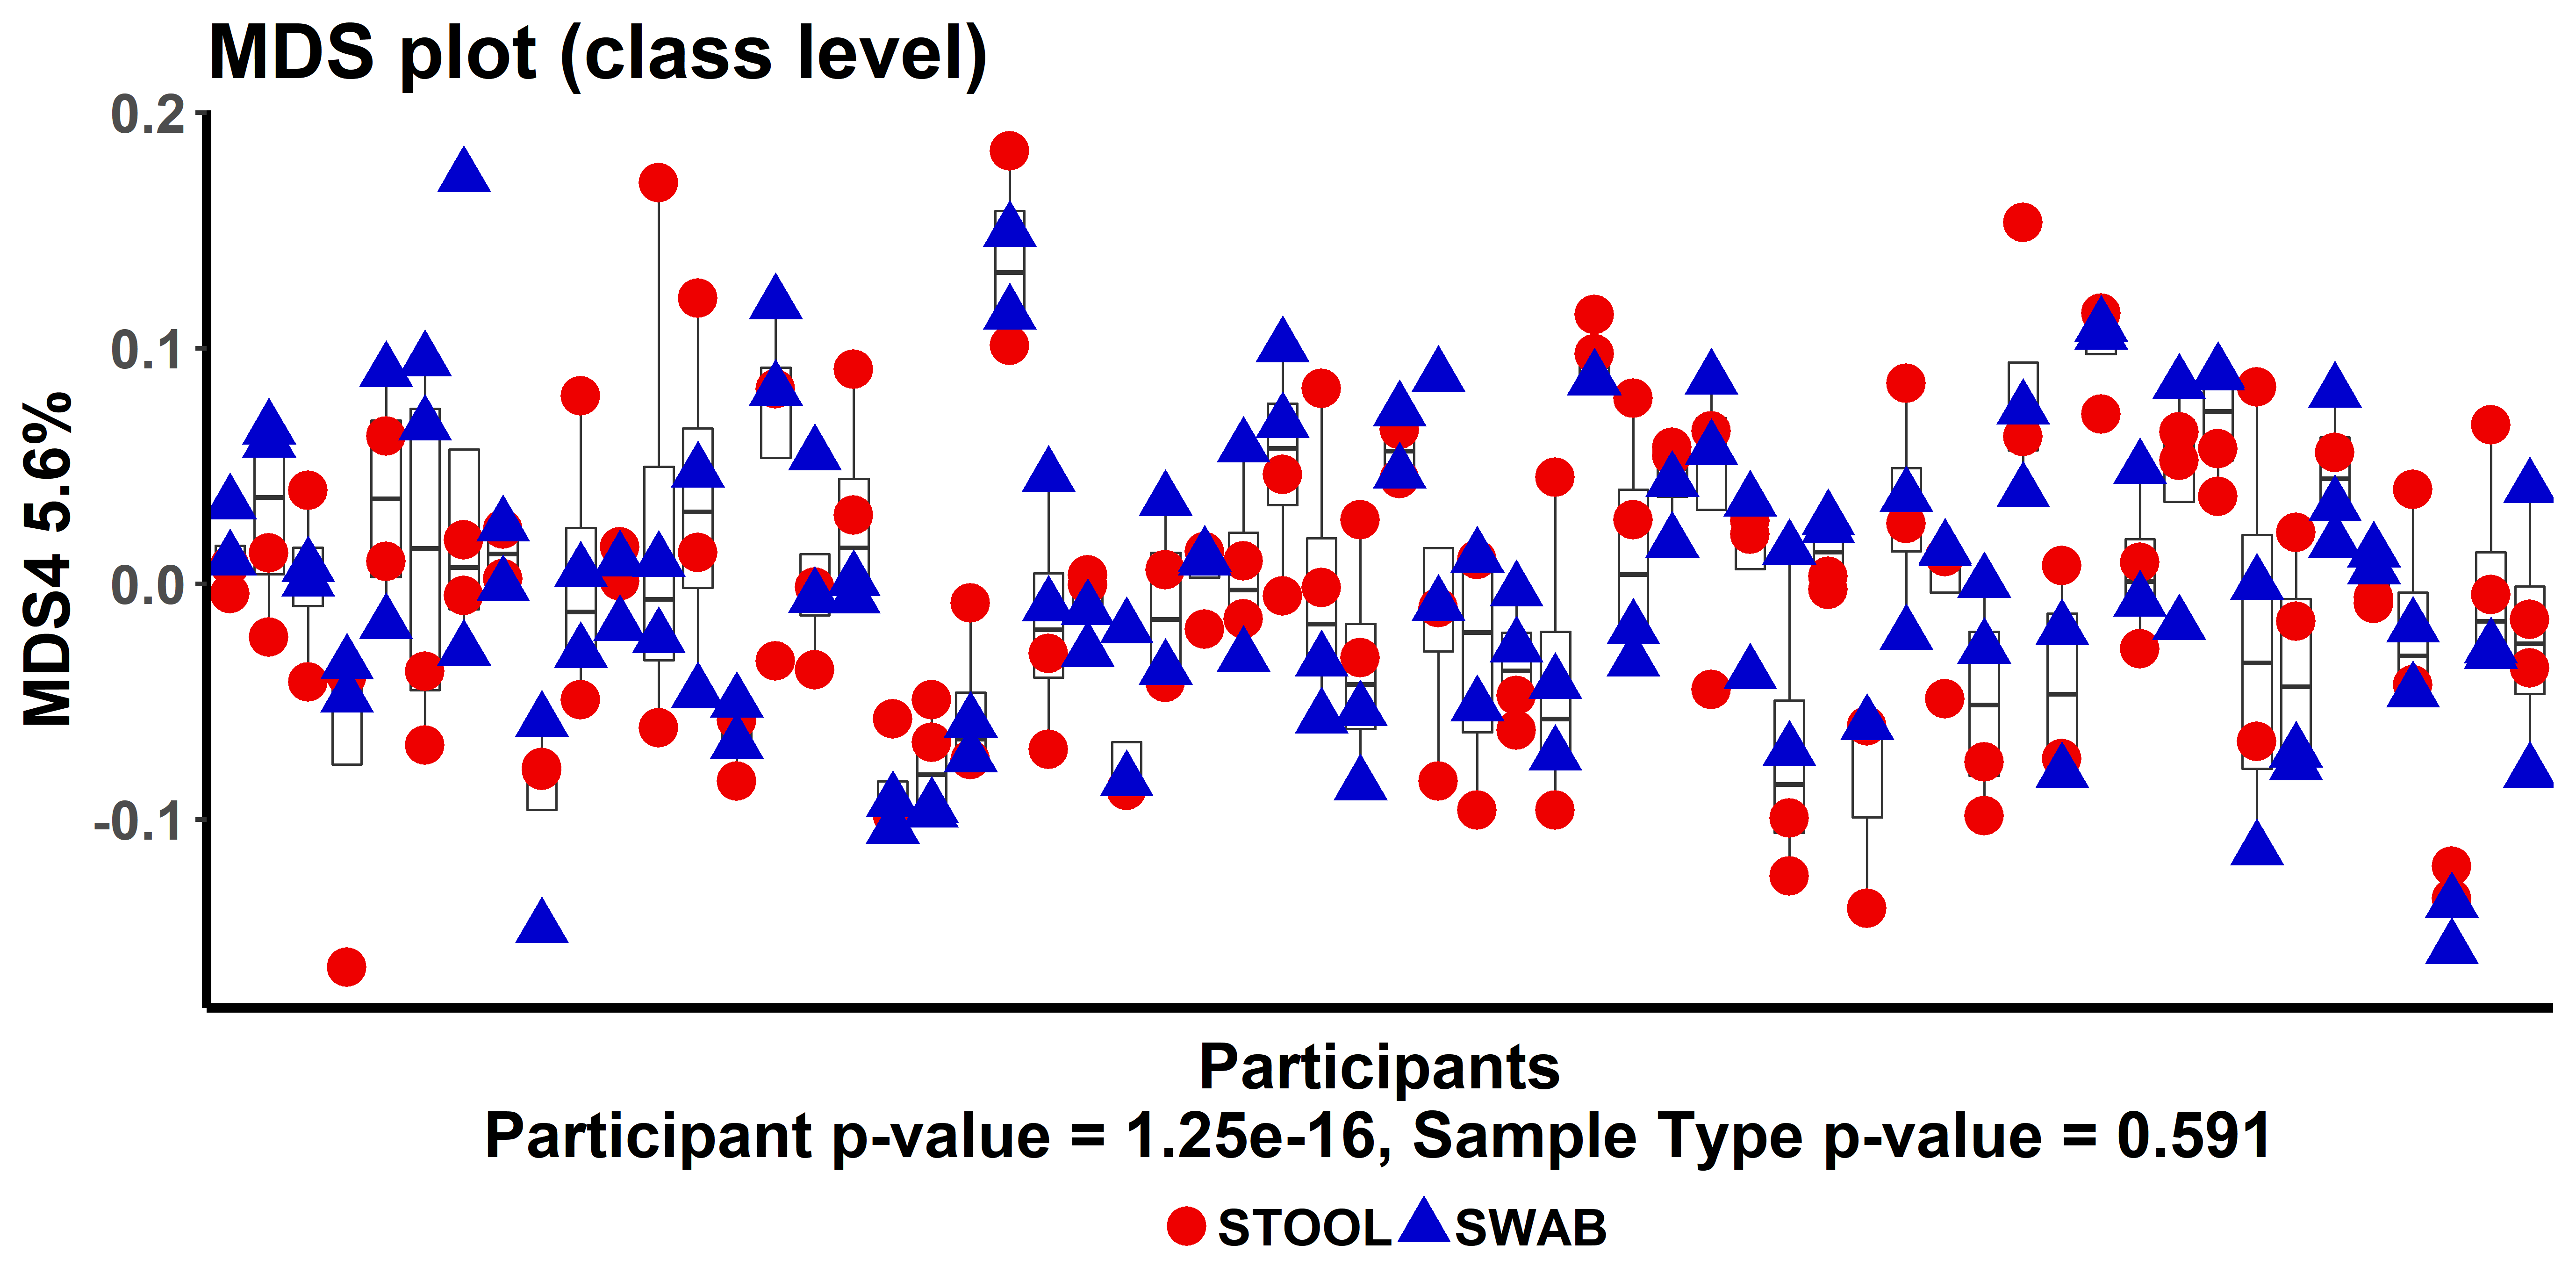 MDS plot (class level)
0.2
0.1
0.0
-0.1
MDS4 5.6%
Participants
Participant p-value = 1.25e-16, Sample Type p-value = 0.591
STOOL SWAB